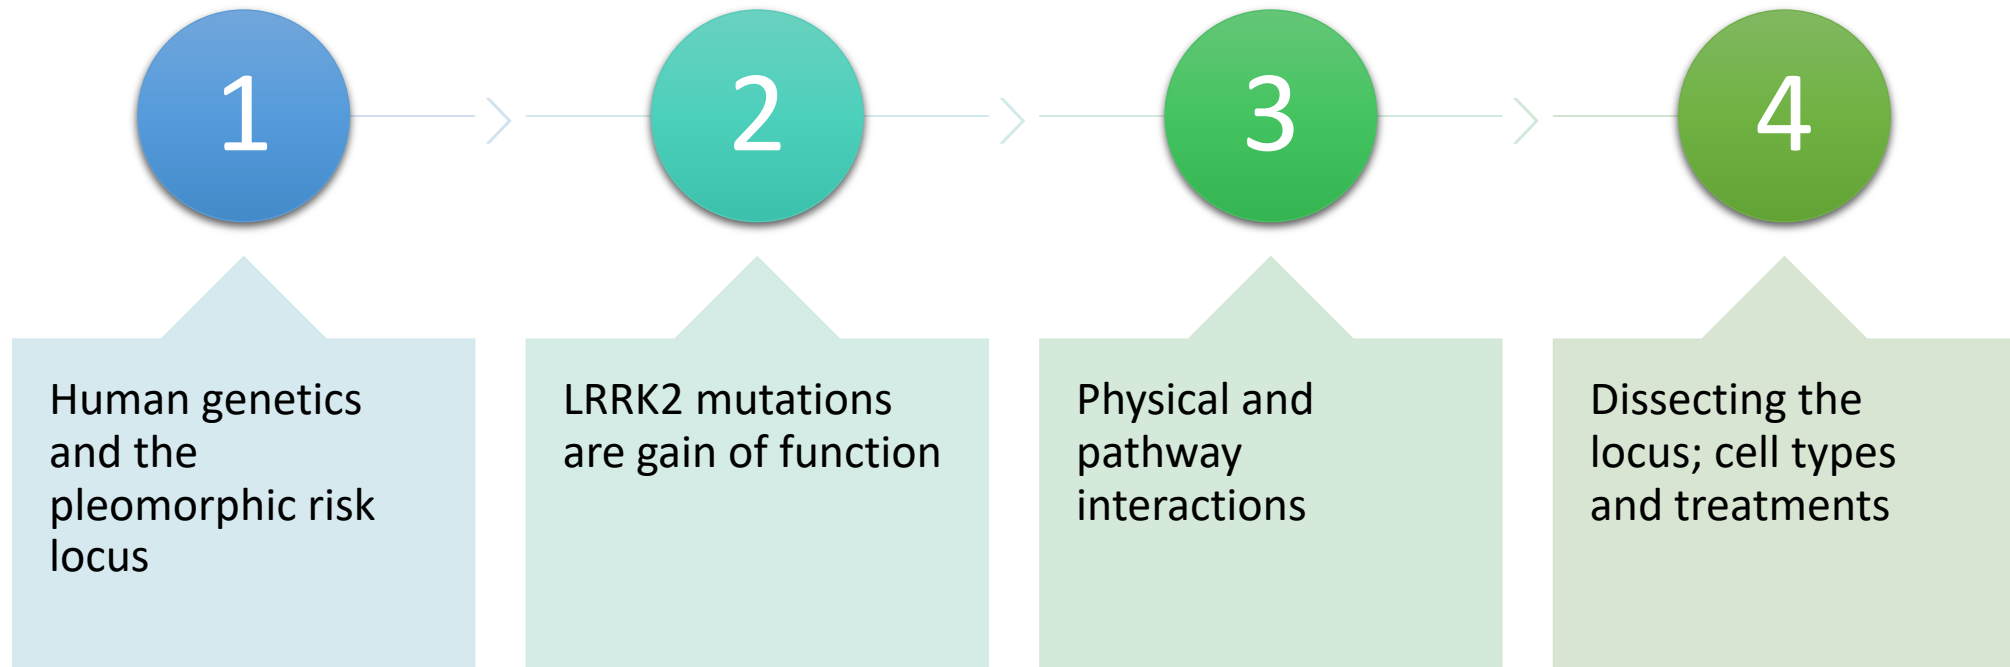 1
2
3
4
Human genetics
and the
pleomorphic risk
locus
LRRK2 mutations
are gain of function
Physical and
pathway
interactions
Dissecting the
locus; cell types
and treatments